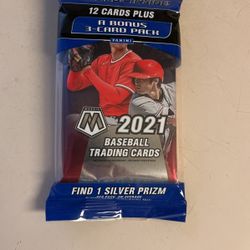 12 CARDS PLUS
A BONUS
3-CARD PACK
PANINI
M 2021
BASEBALL
TRADING CARDS
FIND 1 SILVER PRIZM